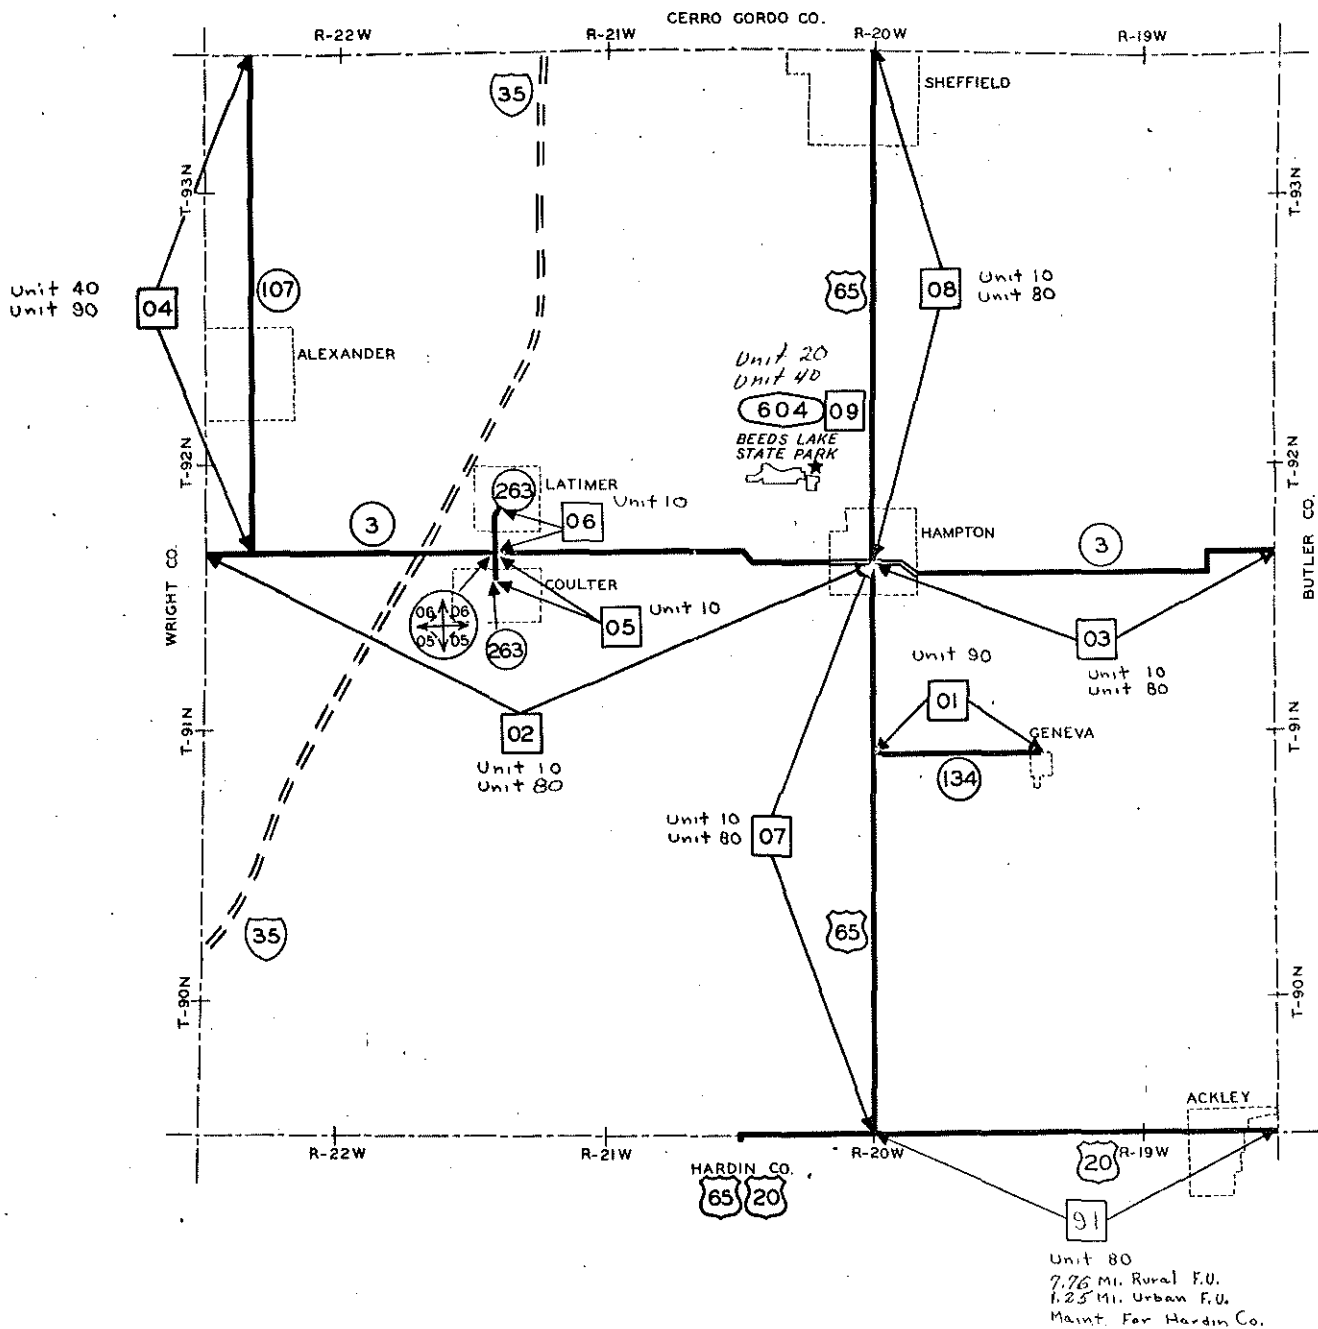 CERRO GORDO CO.
R-22W
R-21W
R-20W
R-19W
35
SHEFFIELD
T-93N
T-93N
Unit 40
Unit 90
04
107
65
08
Unit 10
Unit 80
ALEXANDER
Unit 20
Unit 40
604
09
BEEDS LAKE
STATE PARK
T-92N
T-92N
263
LATIMER
Unit 10
06
3
HAMPTON
3
WRIGHT CO.
BUTLER CO.
COULTER
06 06
05 05
263
05
Unit 10
03
Unit 10
Unit 80
Unit 90
01
GENEVA
134
T-91N
T-91N
02
Unit 10
Unit 80
Unit 10
Unit 80
07
65
35
T-90N
T-90N
ACKLEY
R-22W
R-21W
R-20W
R-19W
20
HARDIN CO.
65
20
91
Unit 80
7.76 Mi. Rural F.U.
1.25 Mi. Urban F.U.
Maint. For Hardin Co.